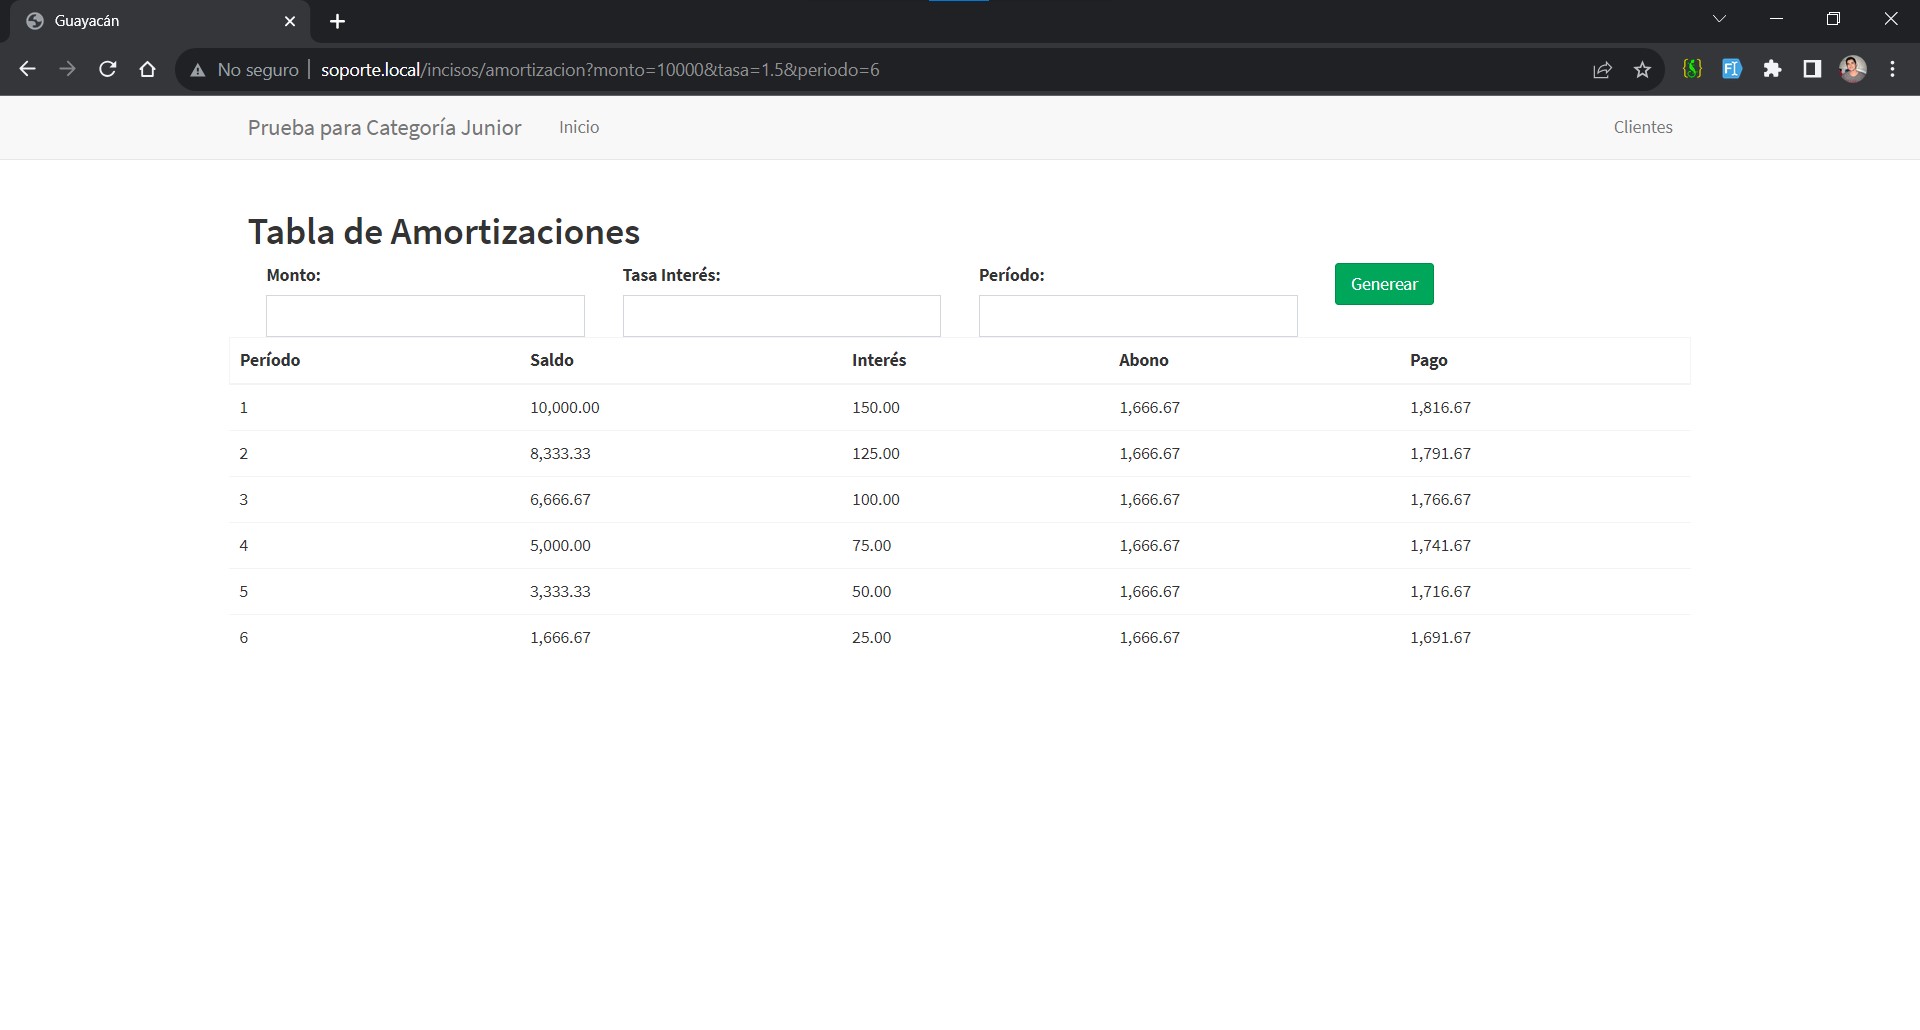 Guayacán
No seguro soporte.local/incisos/amortizacion?monto=10000&tasa=1.5&periodo=6
Prueba para Categoría Junior Inicio Clientes
Tabla de Amortizaciones
Monto: Tasa Interés: Período: Generear
Período Saldo Interés Abono Pago
1 10,000.00 150.00 1,666.67 1,816.67
2 8,333.33 125.00 1,666.67 1,791.67
3 6,666.67 100.00 1,666.67 1,766.67
4 5,000.00 75.00 1,666.67 1,741.67
5 3,333.33 50.00 1,666.67 1,716.67
6 1,666.67 25.00 1,666.67 1,691.67